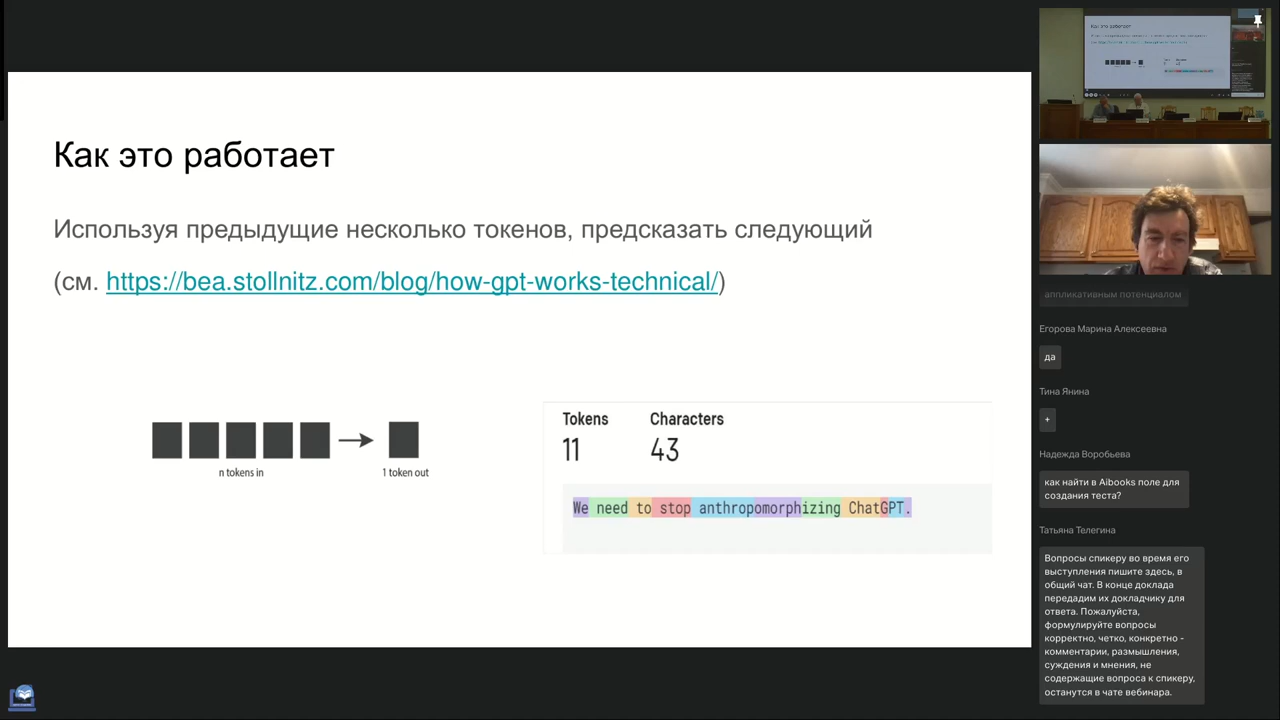 Как это работает
Используя предыдущие несколько токенов, предсказать следующий
(см. https://bea.stollnitz.com/blog/how-gpt-works-technical/)
n tokens in
1 token out
Tokens
Characters
11
43
We need to stop anthropomorphizing ChatGPT.
аппликативным потенциалом
Егорова Марина Алексеевна
да
Тина Янина
+
Надежда Воробьева
как найти в Aibooks поле для
создания теста?
Татьяна Телегина
Вопросы спикеру во время его
выступления пишите здесь, в
общий чат. В конце доклада
передадим их докладчику для
ответа. Пожалуйста,
формулируйте вопросы
корректно, четко, конкретно -
комментарии, размышления,
суждения и мнения, не
содержащие вопроса к спикеру,
останутся в чате вебинара.